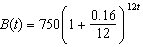 B(t) = 750(1 + 0.16/12)^12t